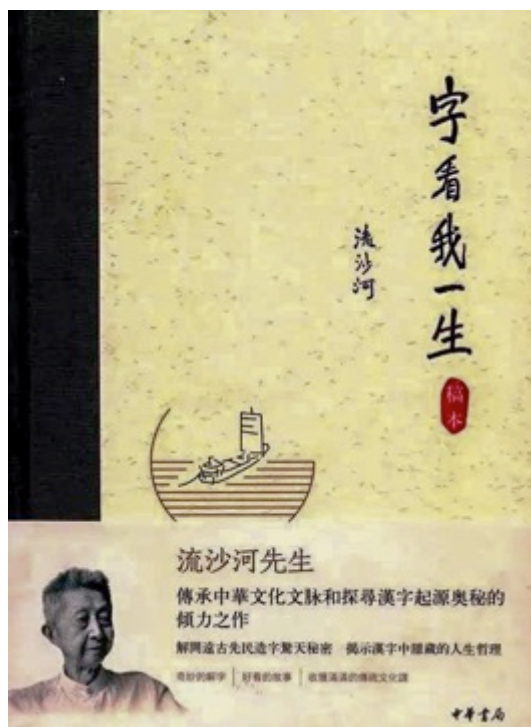 字看我一生
流沙河
稿本
流沙河先生
傳承中華文化文脉和探尋漢字起源奥秘的
傾力之作
解開遠古先民造字驚天秘密　揭示漢字中隱藏的人生哲理
奇妙的解字｜好看的故事｜收獲滿滿的傳統文化課
中華書局